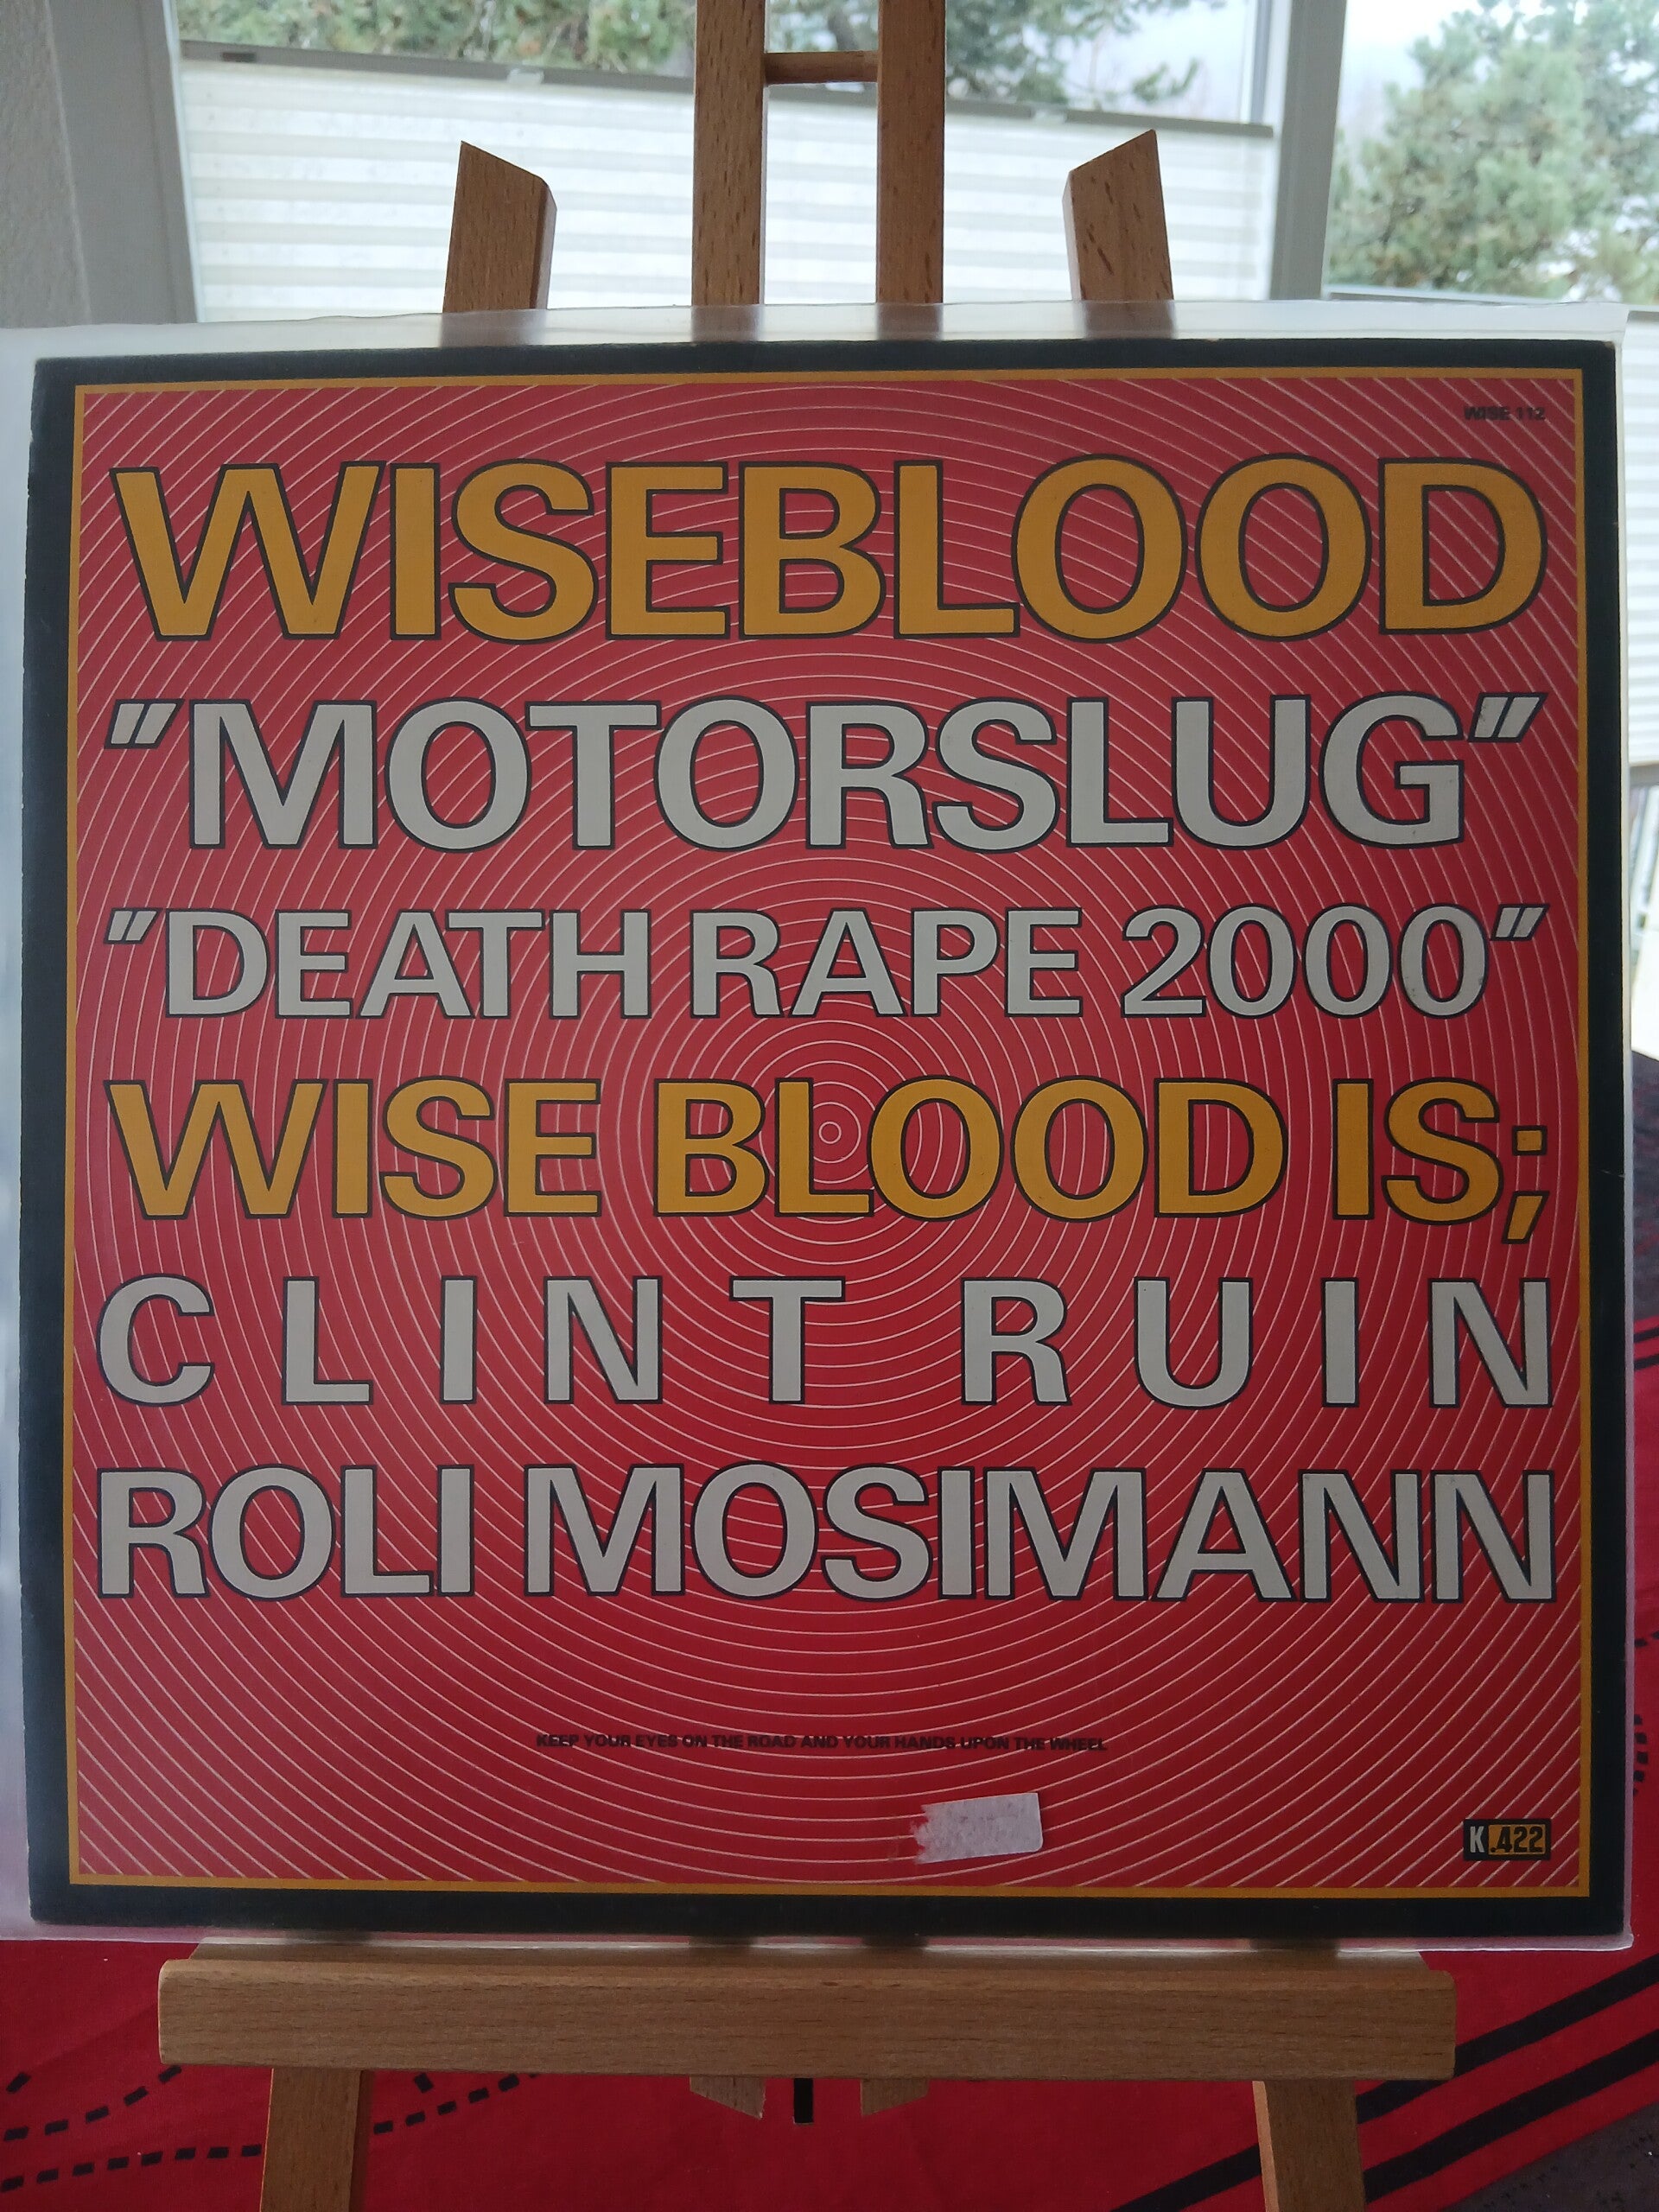 WISE 112
WISEBLOOD
"MOTORSLUG"
"DEATH RAPE 2000"
WISE BLOOD IS;
CLINT RUIN
ROLI MOSIMANN
KEEP YOUR EYES ON THE ROAD AND YOUR HANDS UPON THE WHEEL
K.422